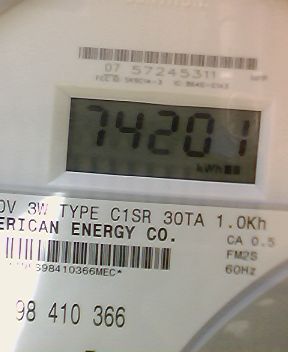 07 57245311
74201
kWh
0V 3W TYPE C1SR 30TA 1.0Kh
ERICAN ENERGY CO.
CA 0.5
FM2S
60Hz
98410366MEC*
98 410 366